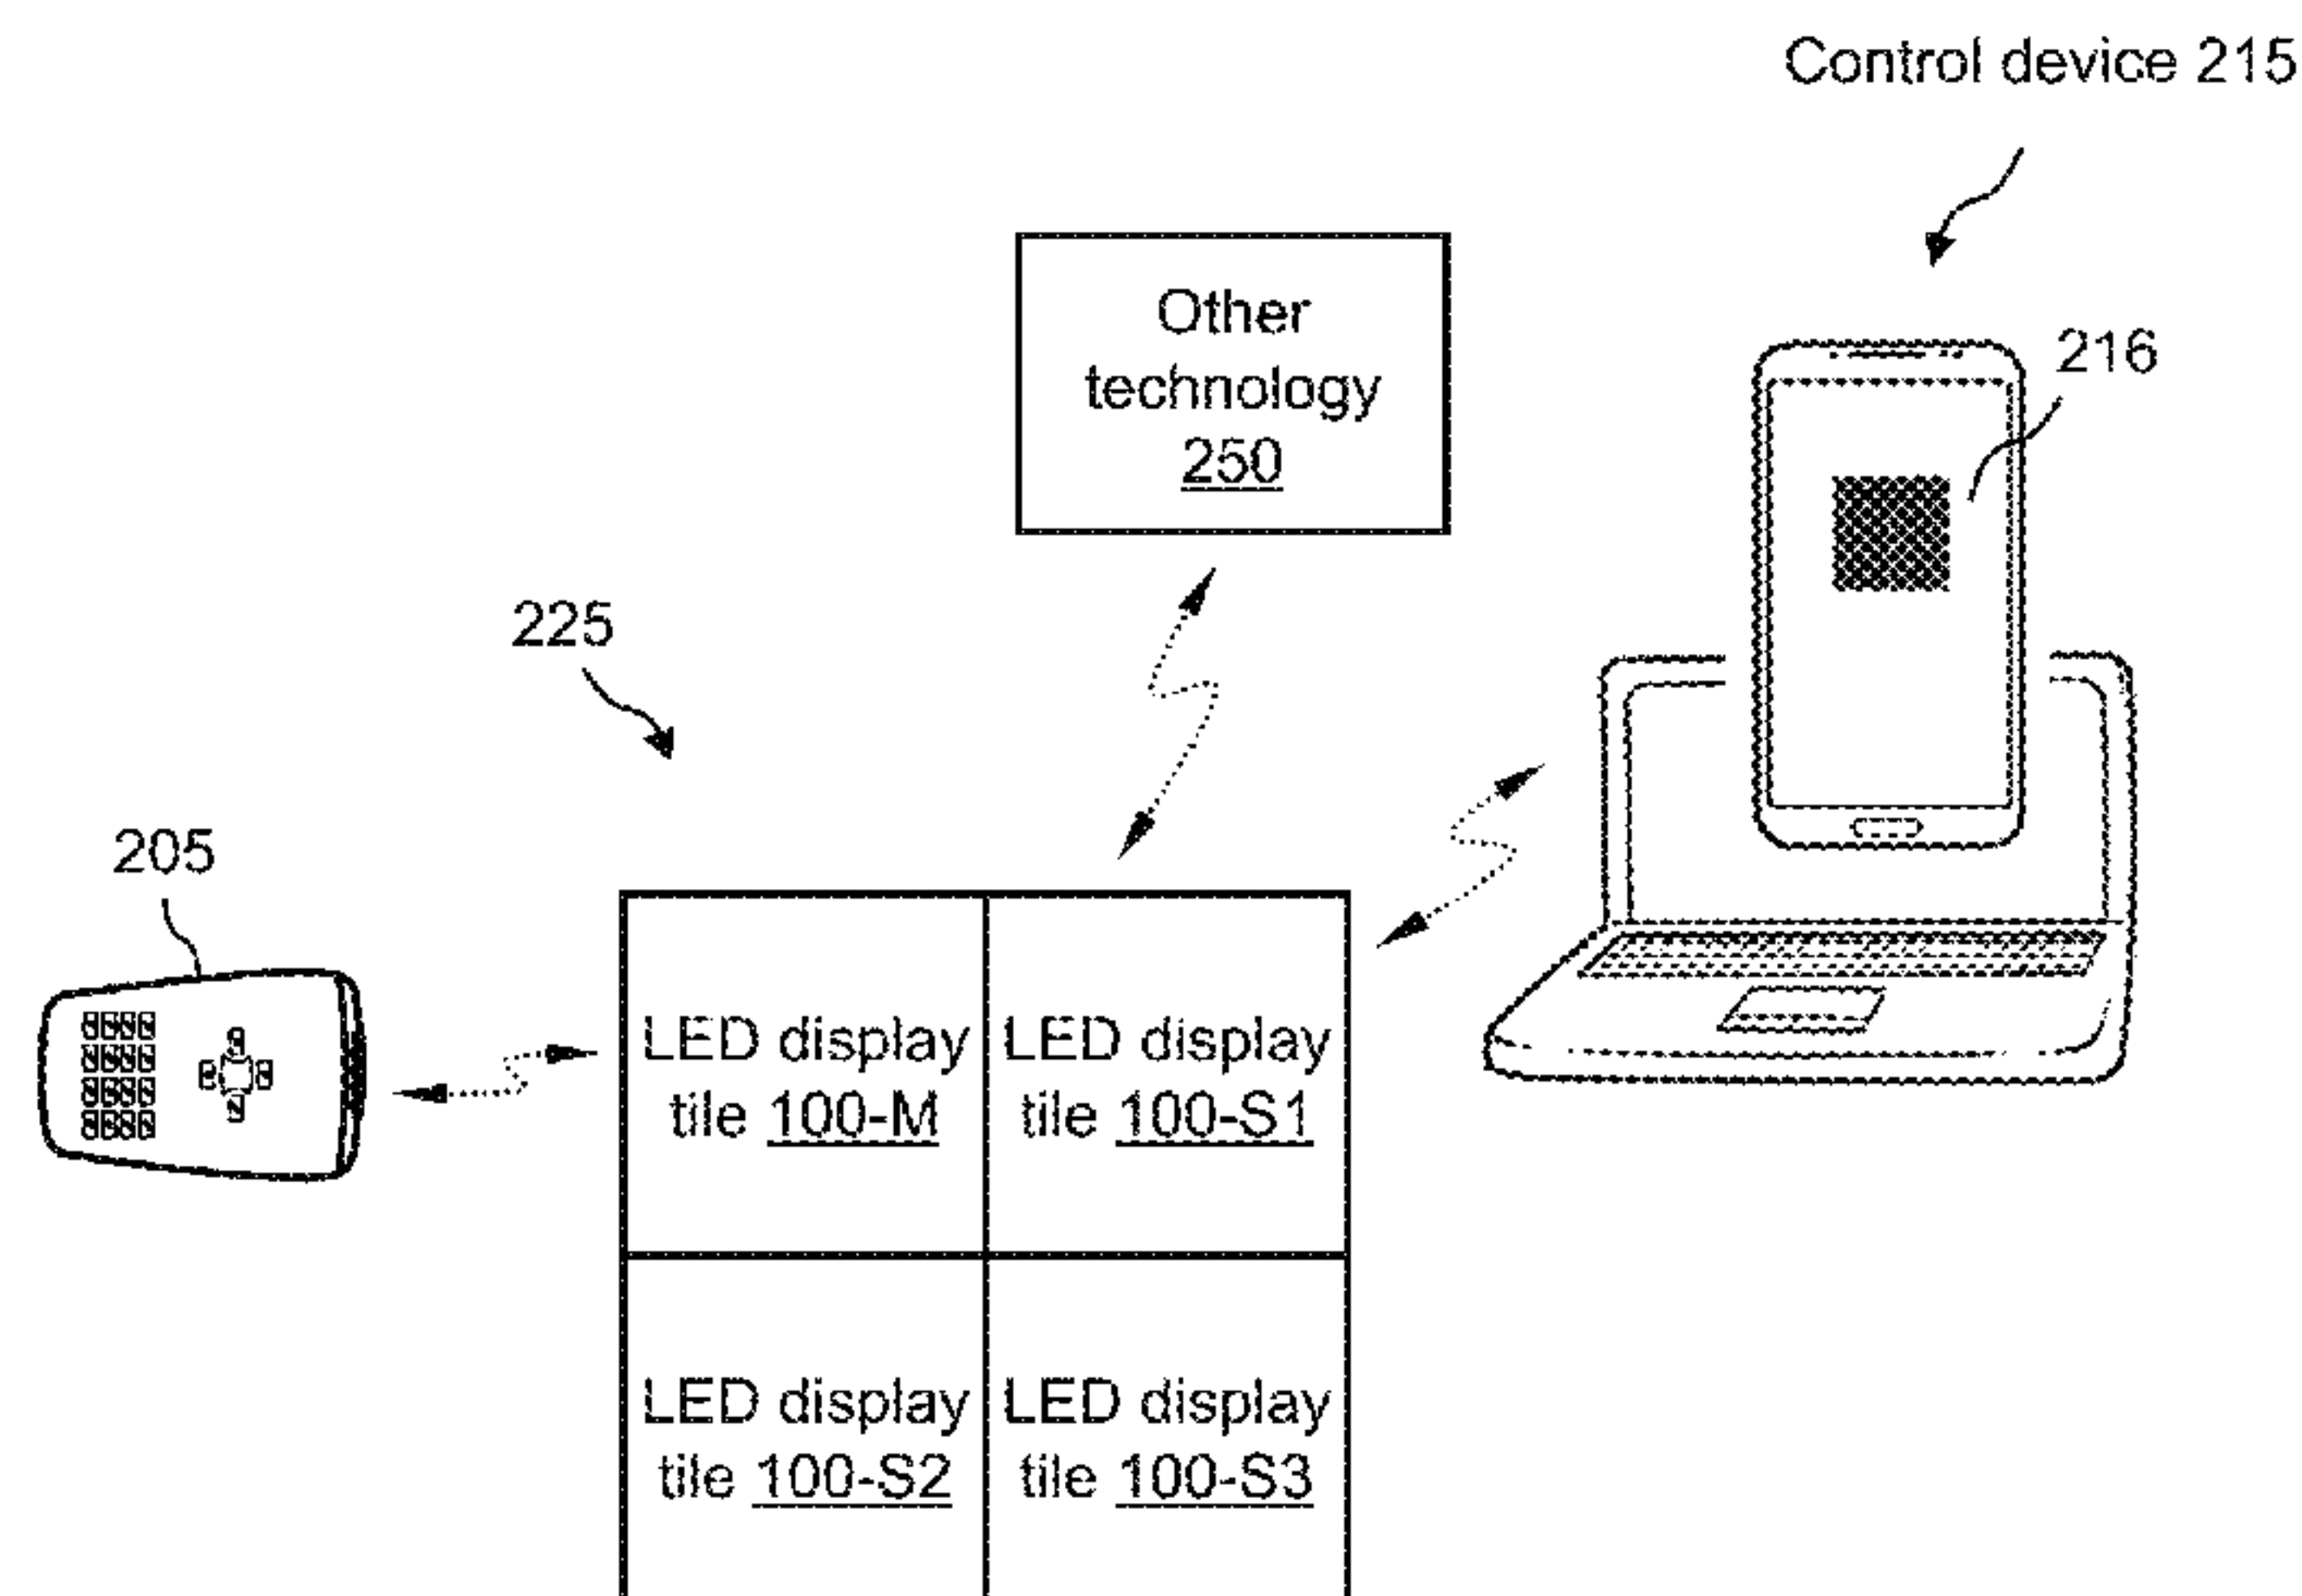 Control device 215
Other
technology
250
216
225
205
LED display
tile 100-M
LED display
tile 100-S1
LED display
tile 100-S2
LED display
tile 100-S3